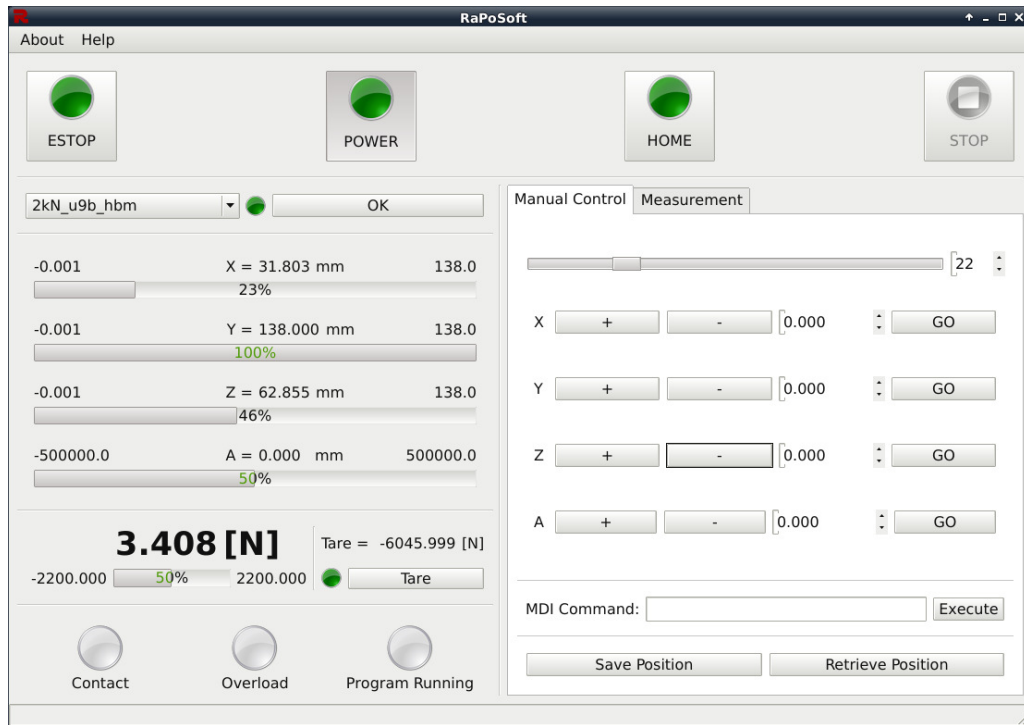 RaPoSoft
About Help
ESTOP
POWER
HOME
STOP
2kN_u9b_hbm
OK
-0.001 X = 31.803 mm 138.0
23%
-0.001 Y = 138.000 mm 138.0
100%
-0.001 Z = 62.855 mm 138.0
46%
-500000.0 A = 0.000 mm 500000.0
50%
3.408 [N]
-2200.000 50% 2200.000
Tare = -6045.999 [N]
Tare
Contact
Overload
Program Running
Manual Control Measurement
22
X + - 0.000 GO
Y + - 0.000 GO
Z + - 0.000 GO
A + - 0.000 GO
MDI Command: Execute
Save Position Retrieve Position